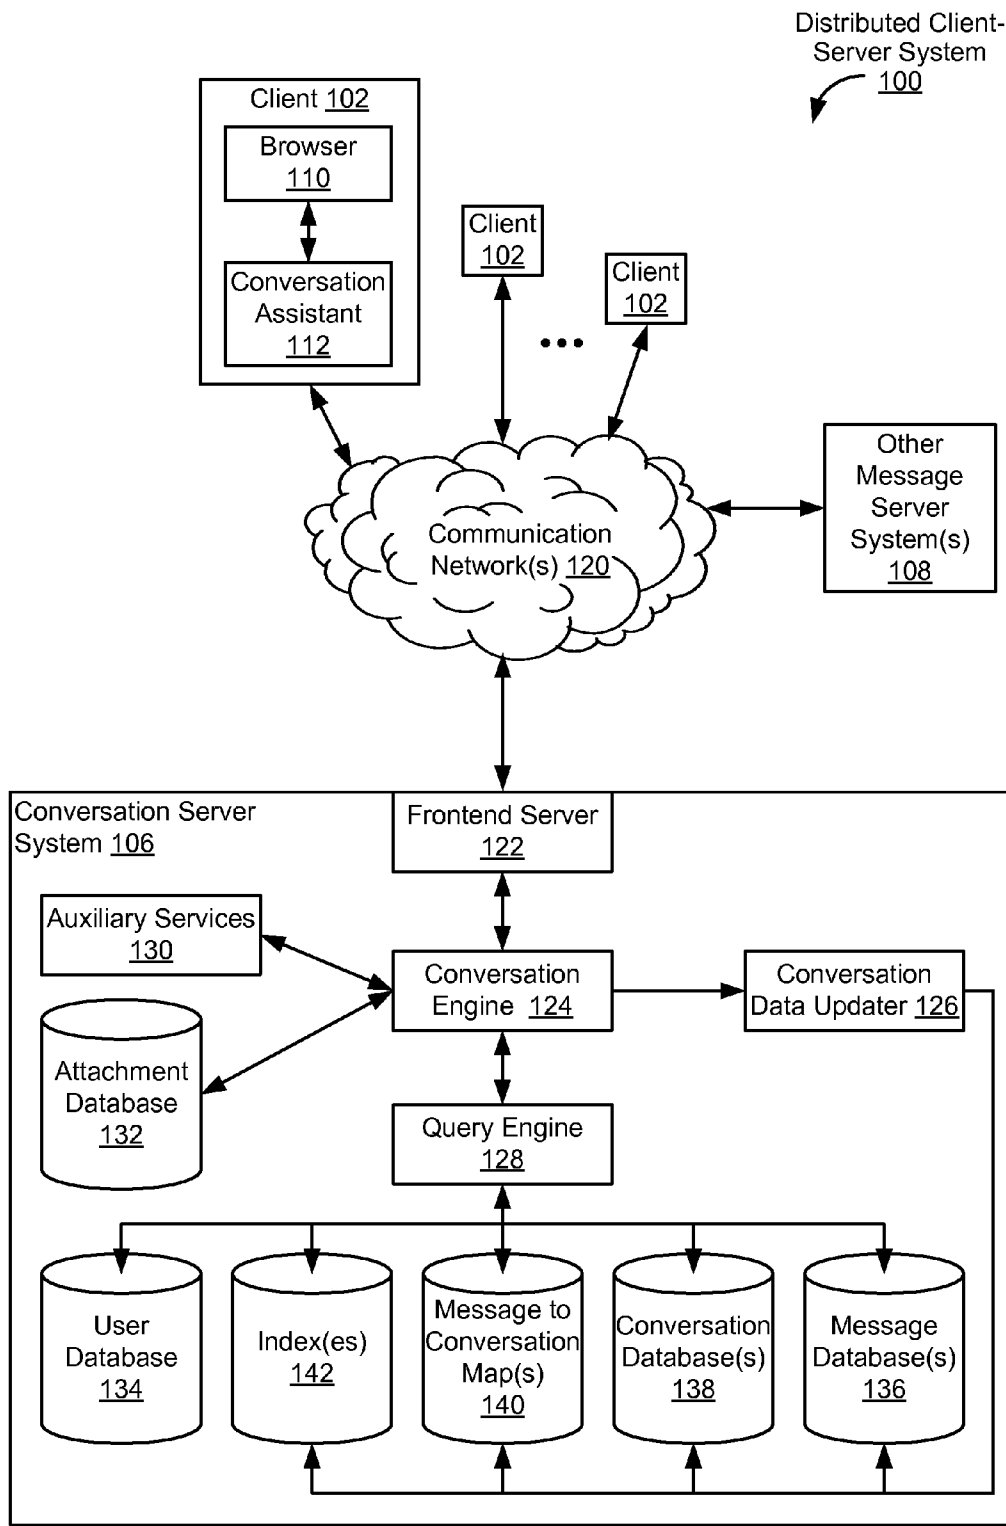 Distributed Client-
Server System
100
Client 102
Browser
110
Conversation
Assistant
112
Client
102
Client
102
Other
Message
Server
System(s)
108
Communication
Network(s) 120
Conversation Server
System 106
Frontend Server
122
Auxiliary Services
130
Conversation
Engine 124
Conversation
Data Updater 126
Attachment
Database
132
Query Engine
128
User
Database
134
Index(es)
142
Message to
Conversation
Map(s)
140
Conversation
Database(s)
138
Message
Database(s)
136